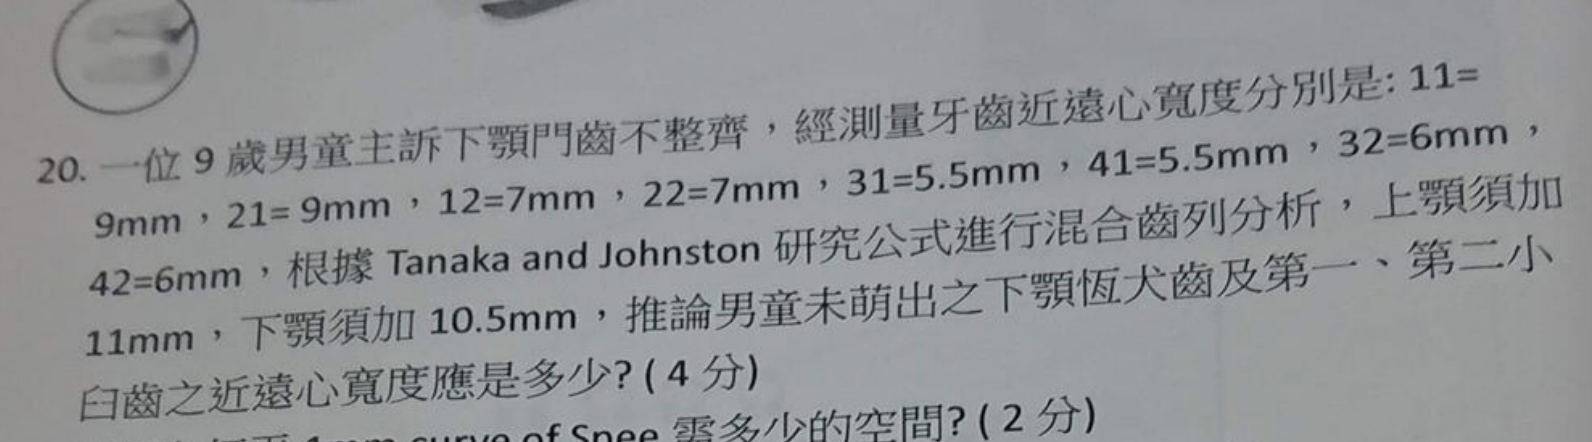 20. 一位 9 歲男童主訴下顎門齒不整齊，經測量牙齒近遠心寬度分別是: 11=
9mm，21= 9mm，12=7mm，22=7mm，31=5.5mm，41=5.5mm，32=6mm，
42=6mm，根據 Tanaka and Johnston 研究公式進行混合齒列分析，上顎須加
11mm，下顎須加 10.5mm，推論男童未萌出之下顎恆犬齒及第一、第二小
臼齒之近遠心寬度應是多少? ( 4 分)
1mm curve of Spee 需多少的空間? ( 2 分)